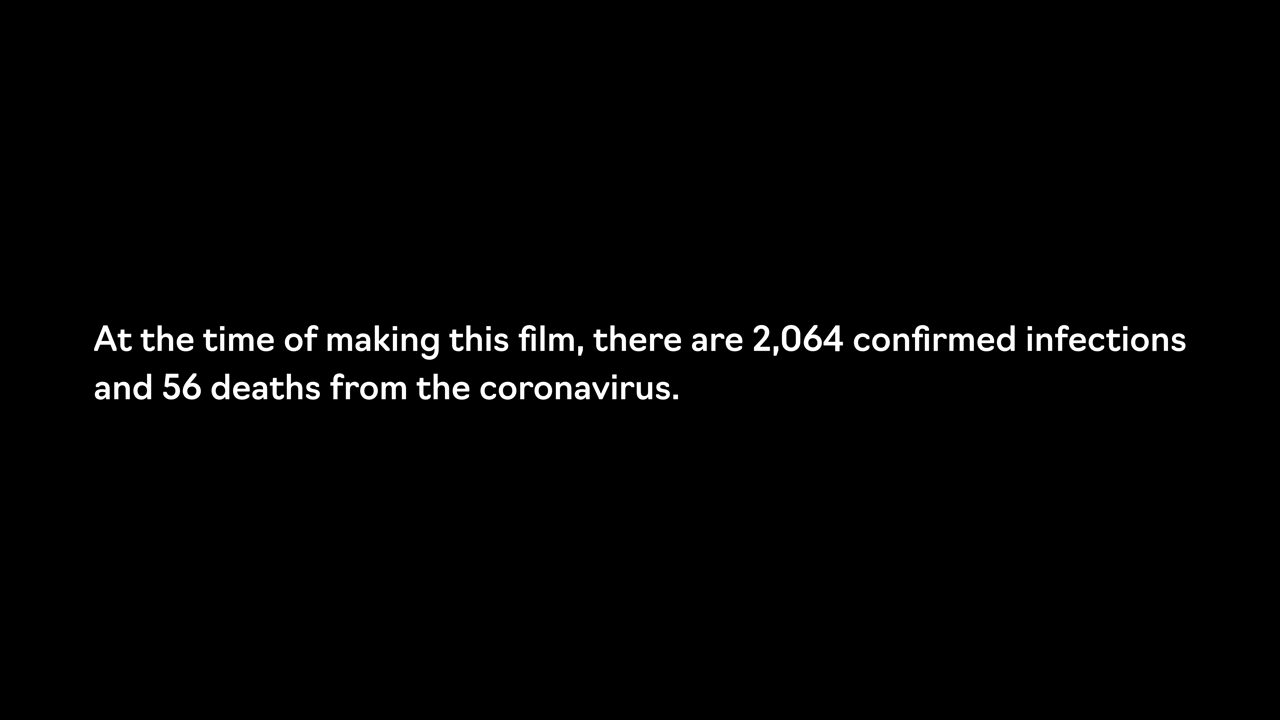 At the time of making this film, there are 2,064 confirmed infections
and 56 deaths from the coronavirus.